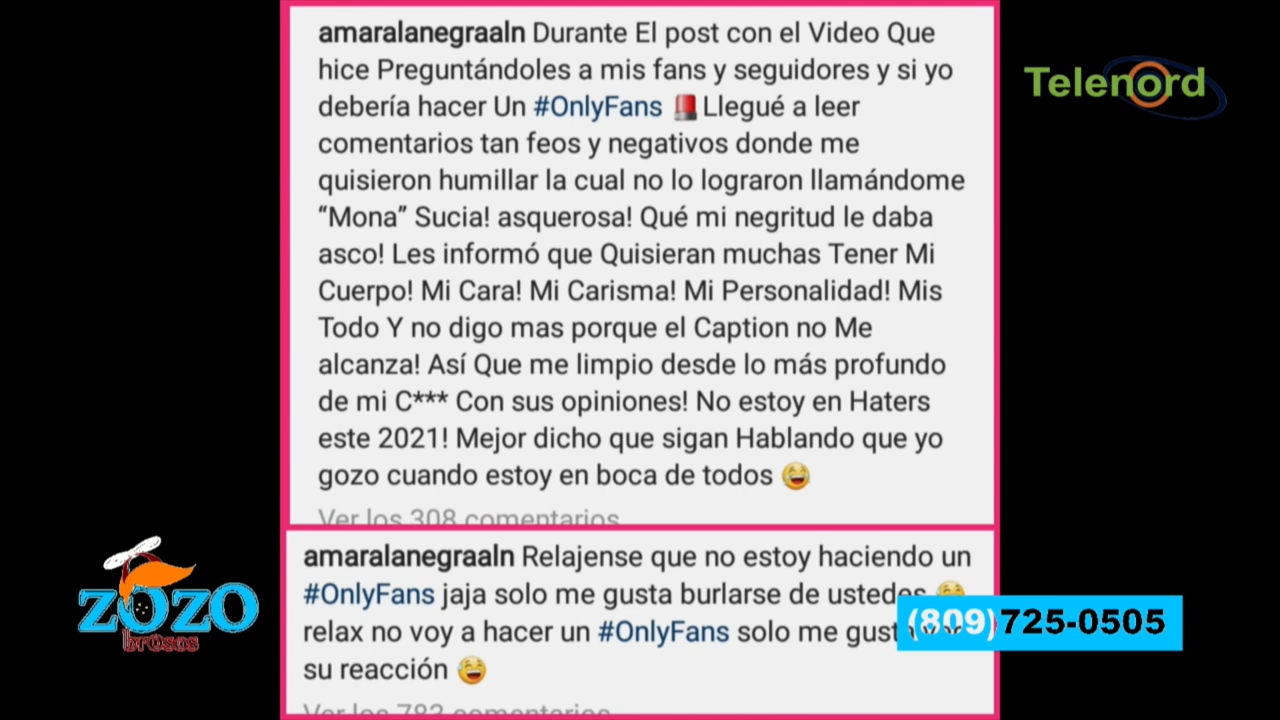 amaralanegraaln Durante El post con el Video Que
hice Preguntándoles a mis fans y seguidores y si yo
debería hacer Un #OnlyFans 🚨Llegué a leer
comentarios tan feos y negativos donde me
quisieron humillar la cual no lo lograron llamándome
“Mona” Sucia! asquerosa! Qué mi negritud le daba
asco! Les informó que Quisieran muchas Tener Mi
Cuerpo! Mi Cara! Mi Carisma! Mi Personalidad! Mis
Todo Y no digo mas porque el Caption no Me
alcanza! Así Que me limpio desde lo más profundo
de mi C*** Con sus opiniones! No estoy en Haters
este 2021! Mejor dicho que sigan Hablando que yo
gozo cuando estoy en boca de todos 😂
Ver los 308 comentarios
amaralanegraaln Relajense que no estoy haciendo un
#OnlyFans jaja solo me gusta burlarse de ustedes 😂
relax no voy a hacer un #OnlyFans solo me gusta
su reacción 😂
Ver los 783 comentarios
Telenord
ZOZO
brosos
(809)725-0505